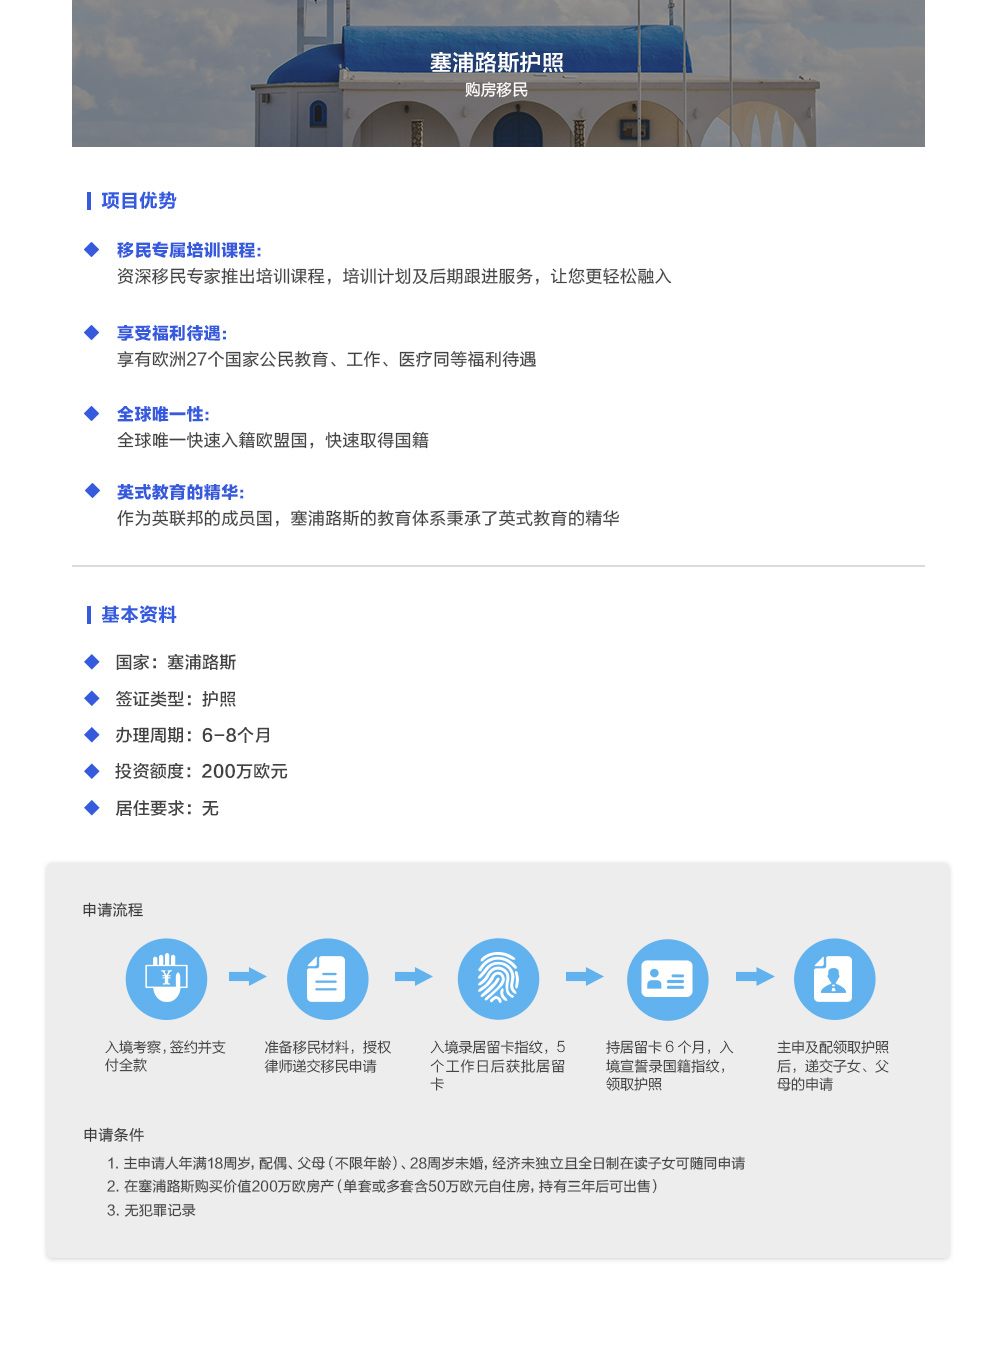 塞浦路斯护照
购房移民
项目优势
移民专属培训课程:
资深移民专家推出培训课程，培训计划及后期跟进服务，让您更轻松融入
享受福利待遇:
享有欧洲27个国家公民教育、工作、医疗同等福利待遇
全球唯一性:
全球唯一快速入籍欧盟国，快速取得国籍
英式教育的精华:
作为英联邦的成员国，塞浦路斯的教育体系秉承了英式教育的精华
基本资料
国家：塞浦路斯
签证类型：护照
办理周期：6-8个月
投资额度：200万欧元
居住要求：无
申请流程
¥
入境考察，签约并支
付全款
准备移民材料，授权
律师递交移民申请
入境录居留卡指纹，5
个工作日后获批居留
卡
持居留卡 6 个月，入
境宣誓录国籍指纹，
领取护照
主申及配领取护照
后，递交子女、父
母的申请
申请条件
1. 主申请人年满18周岁，配偶、父母（不限年龄）、28周岁未婚，经济未独立且全日制在读子女可随同申请
2. 在塞浦路斯购买价值200万欧房产（单套或多套含50万欧元自住房，持有三年后可出售）
3. 无犯罪记录